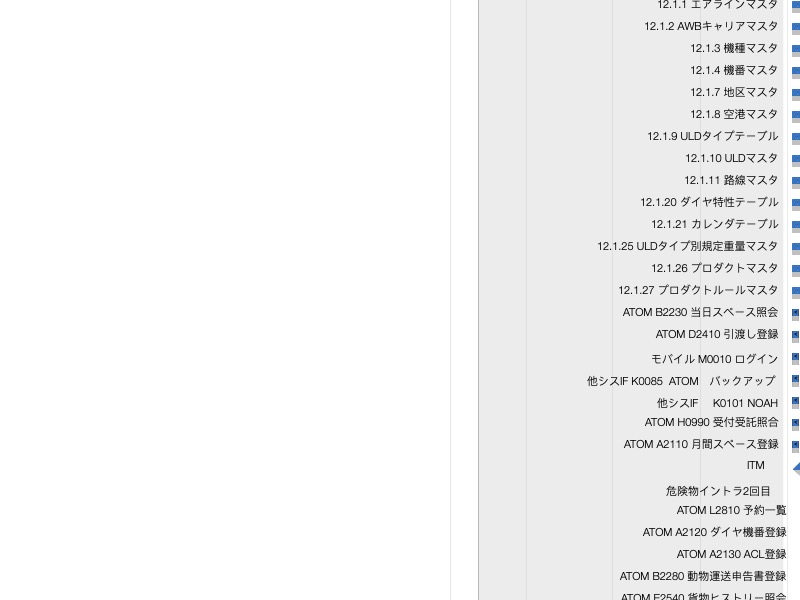 12.1.1 エアラインマスタ
12.1.2 AWBキャリアマスタ
12.1.3 機種マスタ
12.1.4 機番マスタ
12.1.7 地区マスタ
12.1.8 空港マスタ
12.1.9 ULDタイプテーブル
12.1.10 ULDマスタ
12.1.11 路線マスタ
12.1.20 ダイヤ特性テーブル
12.1.21 カレンダテーブル
12.1.25 ULDタイプ別規定重量マスタ
12.1.26 プロダクトマスタ
12.1.27 プロダクトルールマスタ
ATOM B2230 当日スペース照会
ATOM D2410 引渡し登録
モバイル M0010 ログイン
他シスIF K0085 ATOM バックアップ
他シスIF K0101 NOAH
ATOM H0990 受付受託照合
ATOM A2110 月間スペース登録
ITM
危険物イントラ2回目
ATOM L2810 予約一覧
ATOM A2120 ダイヤ機番登録
ATOM A2130 ACL登録
ATOM B2280 動物運送申告書登録
ATOM F2540 貨物ヒストリー照会